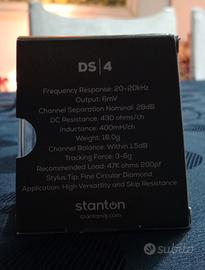 DS|4
Frequency Response: 20-20kHz
Output: 6mV
Channel Separation Nominal: 28dB
DC Resistance: 430 ohms/ch
Inductance: 400mH/ch
Weight: 18.0g
Channel Balance: Within 1.5dB
Tracking Force: 3-6g
Recommended Load: 47K ohms 200pf
Stylus Tip: Fine Circular Diamond
Application: High Versatility and Skip Resistance
stanton
stantondj.com
subito